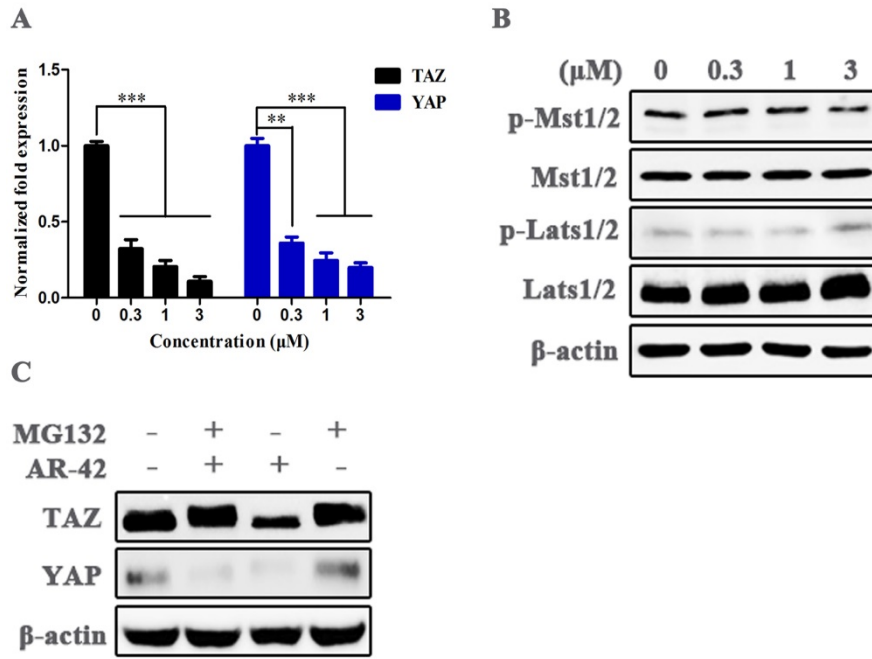 A
Normalized fold expression
1.5
1.0
0.5
0.0
TAZ
YAP
***
***
**
0 0.3 1 3 0 0.3 1 3
Concentration (μM)
B
(μM) 0 0.3 1 3
p-Mst1/2
Mst1/2
p-Lats1/2
Lats1/2
β-actin
C
MG132 - + - +
AR-42 - + + -
TAZ
YAP
β-actin